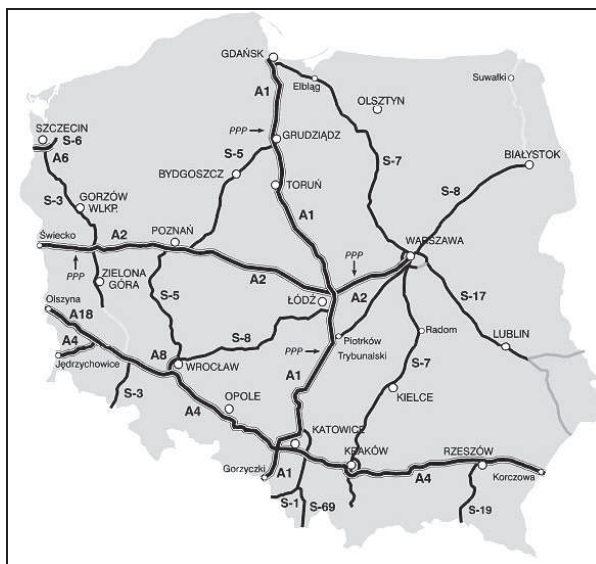 GDAŃSK
Elbląg
Suwałki
A1
OLSZTYN
SZCZECIN
S-6
A6
PPP
GRUDZIĄDZ
S-5
S-7
BIAŁYSTOK
BYDGOSZCZ
S-8
S-3
GORZÓW
WLKP.
TORUŃ
A1
POZNAŃ
Świecko
A2
PPP
WARSZAWA
PPP
ZIELONA
GÓRA
A2
A2
S-5
ŁÓDŹ
S-17
Olszyna
A18
S-8
Piotrków
Trybunalski
Radom
LUBLIN
A4
A8
PPP
Jędrzychowice
WROCŁAW
S-7
S-3
A1
KIELCE
A4
OPOLE
KATOWICE
KRAKÓW
RZESZÓW
Gorzyczki
A1
A4
Korczowa
S-1
S-69
S-19